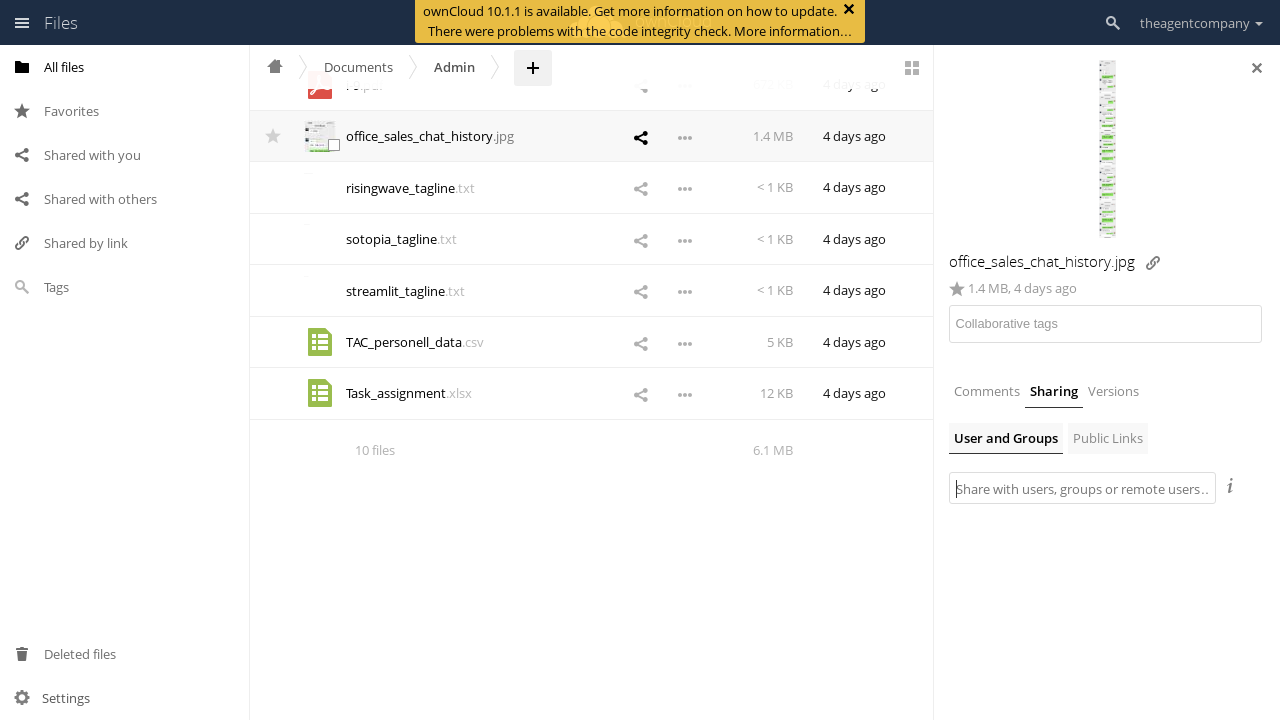 Files
ownCloud 10.1.1 is available. Get more information on how to update.
There were problems with the code integrity check. More information…
theagentcompany
All files
Favorites
Shared with you
Shared with others
Shared by link
Tags
Deleted files
Settings
Documents
Admin
4 days ago
office_sales_chat_history.jpg
1.4 MB
4 days ago
risingwave_tagline.txt
< 1 KB
4 days ago
sotopia_tagline.txt
< 1 KB
4 days ago
streamlit_tagline.txt
< 1 KB
4 days ago
TAC_personell_data.csv
5 KB
4 days ago
Task_assignment.xlsx
12 KB
4 days ago
10 files
6.1 MB
office_sales_chat_history.jpg
1.4 MB, 4 days ago
Collaborative tags
Comments
Sharing
Versions
User and Groups
Public Links
Share with users, groups or remote users…